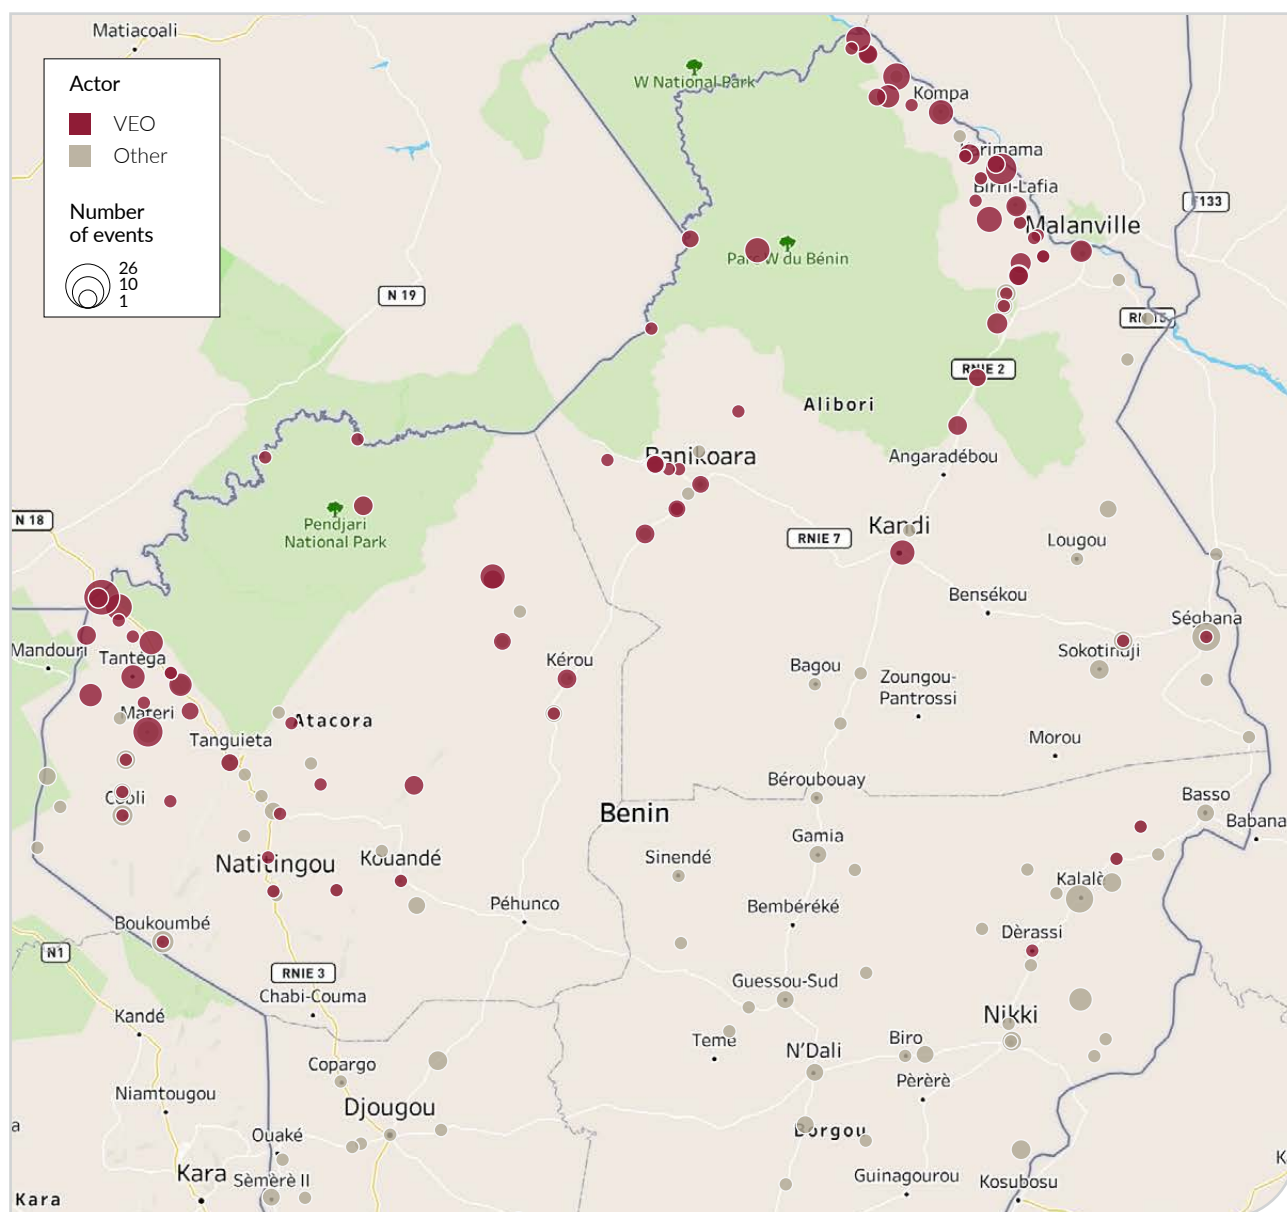 Matiacoali
Actor
VEO
Other
Number
of events
26
10
1
W National Park
Kompa
Karimama
Birni-Lafia
F133
Malanville
Parc W du Bénin
N 19
RNIE 2
Alibori
Banikoara
Angaradébou
N 18
Pendjari
National Park
RNIE 7
Kandi
Lougou
Bensékou
Ségbana
Mandouri
Tantéga
Kérou
Bagou
Sokotindji
Zoungou-
Pantrossi
Materi
Atacora
Tanguieta
Morou
Cobli
Béroubouay
Benin
Basso
Babana
Gamia
Natitingou
Kouandé
Sinendé
Kalalè
Péhunco
Bembéréké
Boukoumbé
Dèrassi
N1
RNIE 3
Guessou-Sud
Chabi-Couma
Kandé
Nikki
Temé
N'Dali
Biro
Copargo
Pèrèrè
Niamtougou
Djougou
a
Ouaké
Borgou
K
Kara
Sèmèrè II
Guinagourou
Kosubosu
Kara